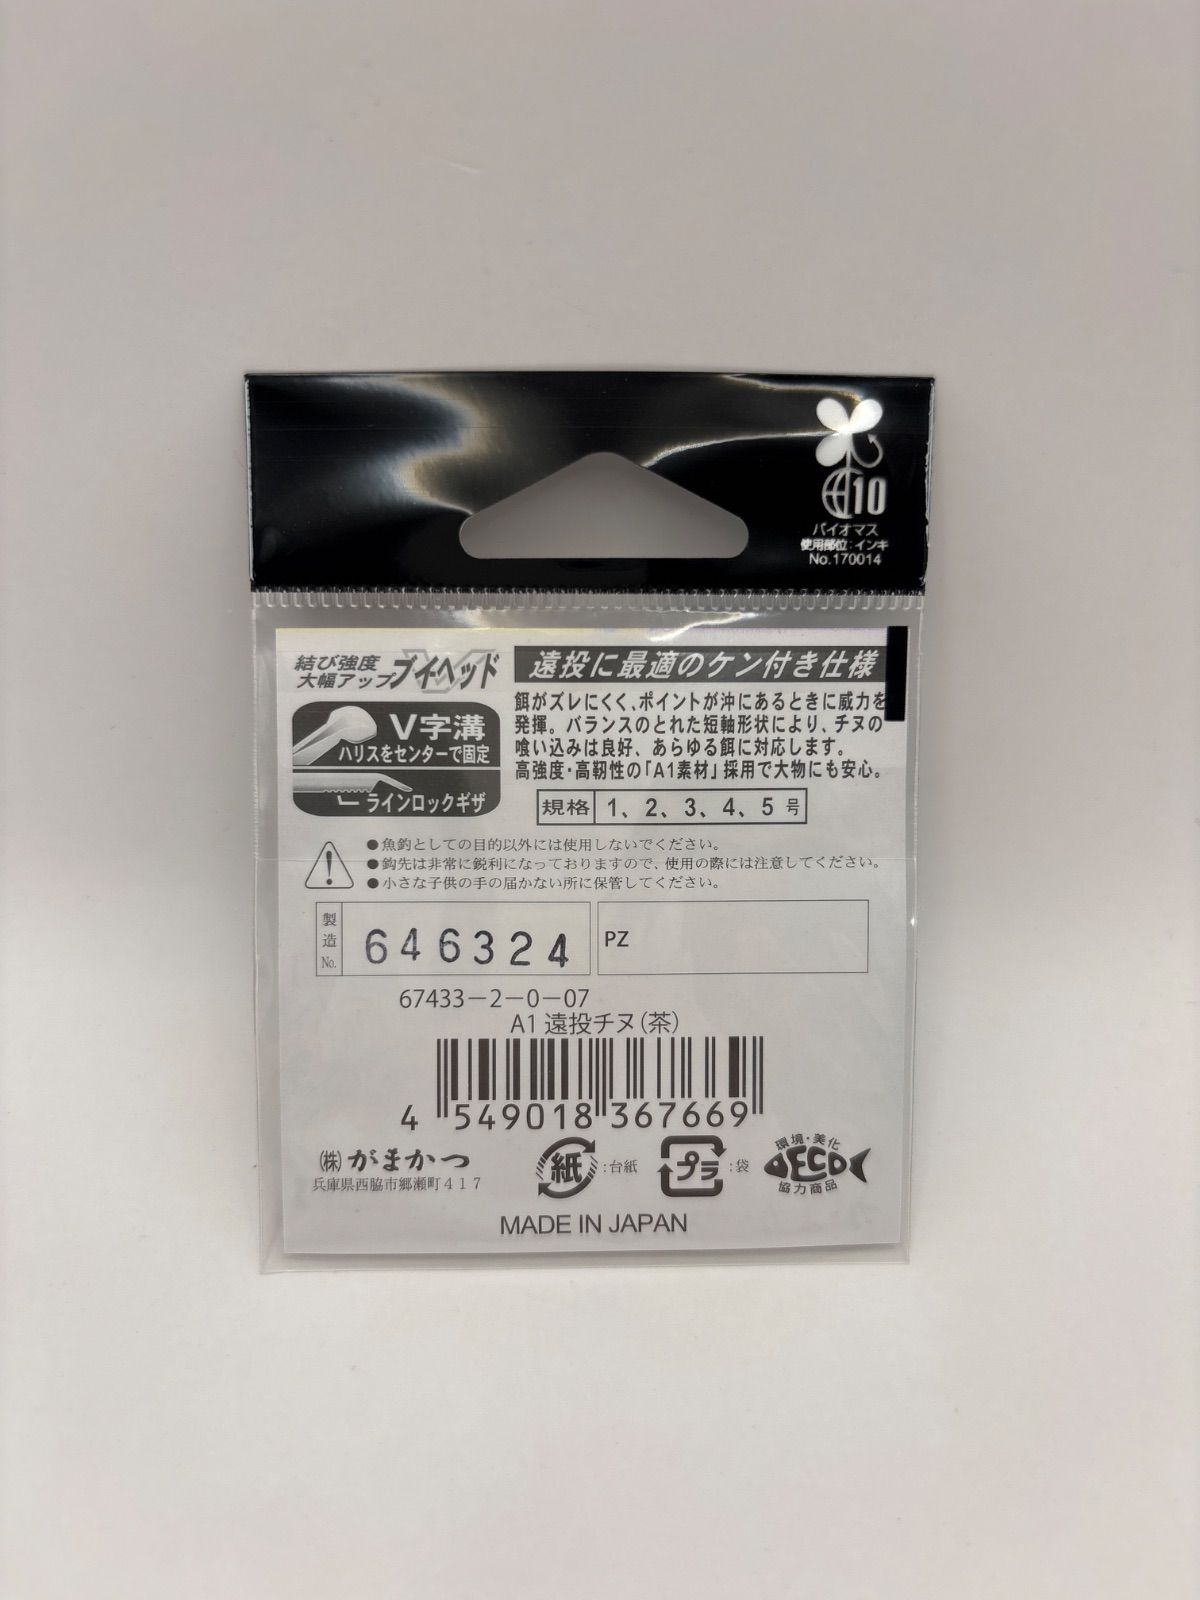 10
バイオマス
使用部位：インキ
No.170014
結び強度
大幅アップ ブイヘッド
V字溝
ハリスをセンターで固定
ラインロックギザ
遠投に最適のケン付き仕様
餌がズレにくく、ポイントが沖にあるときに威力を
発揮。バランスのとれた短軸形状により、チヌの
喰い込みは良好、あらゆる餌に対応します。
高強度・高靭性の「A1素材」採用で大物にも安心。
規格 1、2、3、4、5号
●魚釣としての目的以外には使用しないでください。
●鈎先は非常に鋭利になっておりますので、使用の際には注意してください。
●小さな子供の手の届かない所に保管してください。
製造No. 646324
PZ
67433-2-0-07
A1 遠投チヌ(茶)
4 549018 367669
(株)がまかつ
兵庫県西脇市郷瀬町417
紙 :台紙
プラ :袋
環境・美化
ECO
協力商品
MADE IN JAPAN